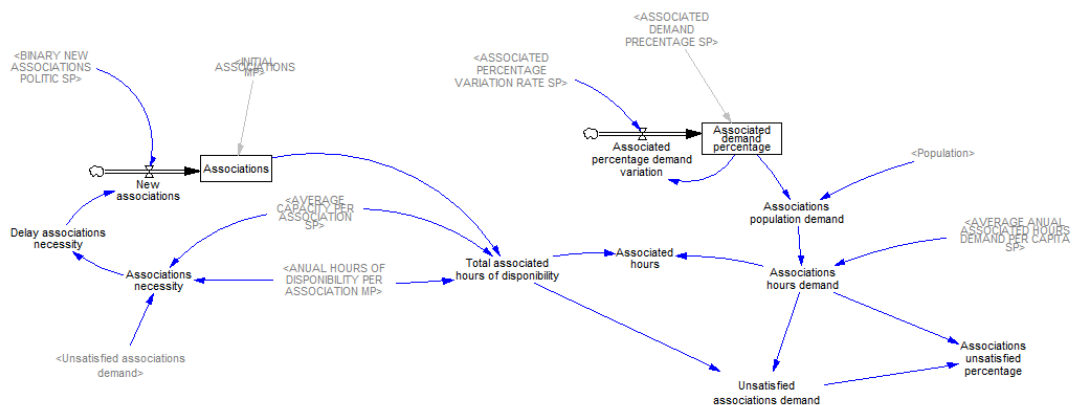 <BINARY NEW
ASSOCIATIONS
POLITIC SP>
<INITIAL
ASSOCIATIONS
MP>
<ASSOCIATED
PERCENTAGE
VARIATION RATE SP>
<ASSOCIATED
DEMAND
PRECENTAGE SP>
New
associations
Associations
Associated
percentage demand
variation
Associated
demand
percentage
<Population>
Delay associations
necessity
<AVERAGE
CAPACITY PER
ASSOCIATION
SP>
Associations
population demand
<AVERAGE ANUAL
ASSOCIATED HOURS
DEMAND PER CAPITA
SP>
Associations
necessity
<ANUAL HOURS OF
DISPONIBILITY PER
ASSOCIATION MP>
Total associated
hours of disponibility
Associated
hours
Associations
hours demand
<Unsatisfied associations
demand>
Associations
unsatisfied
percentage
Unsatisfied
associations demand